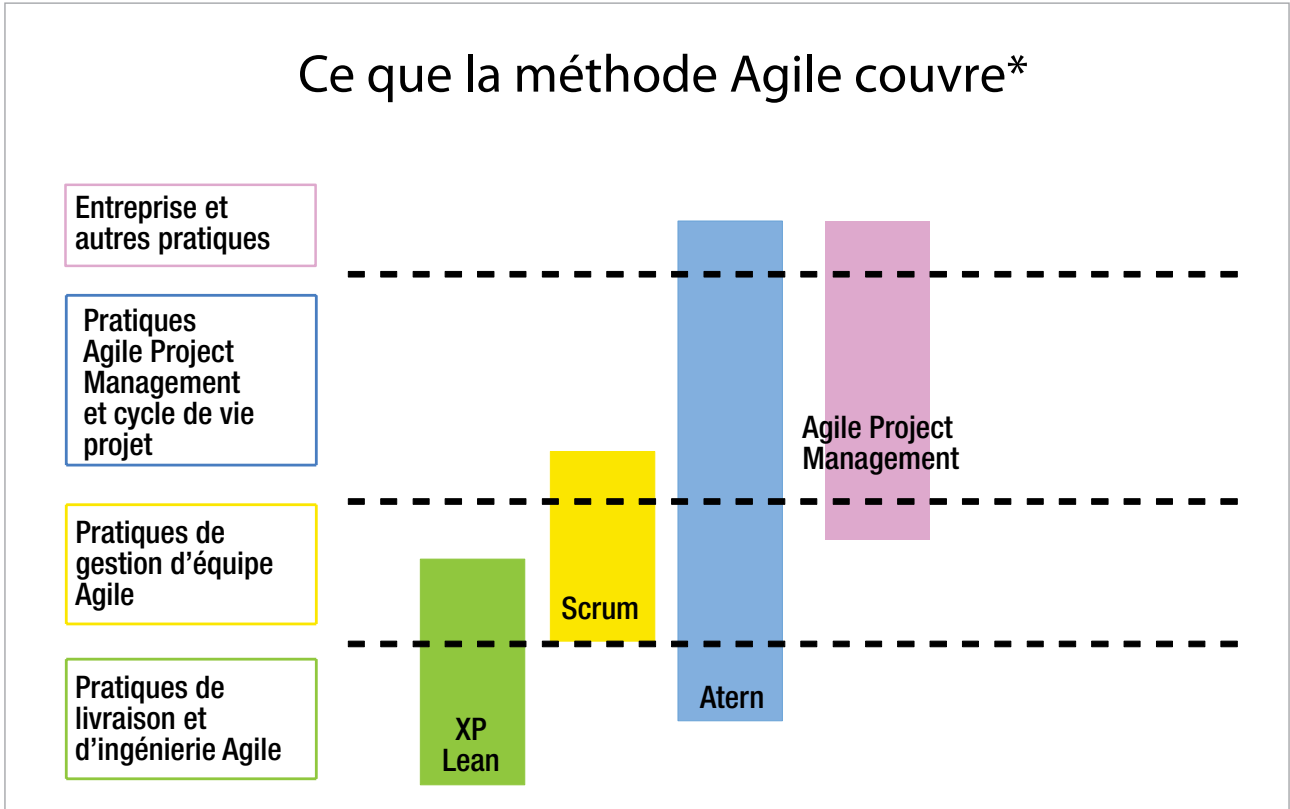 Ce que la méthode Agile couvre*
Entreprise et
autres pratiques
Pratiques
Agile Project
Management
et cycle de vie
projet
Pratiques de
gestion d'équipe
Agile
Pratiques de
livraison et
d'ingénierie Agile
XP
Lean
Scrum
Atern
Agile Project
Management